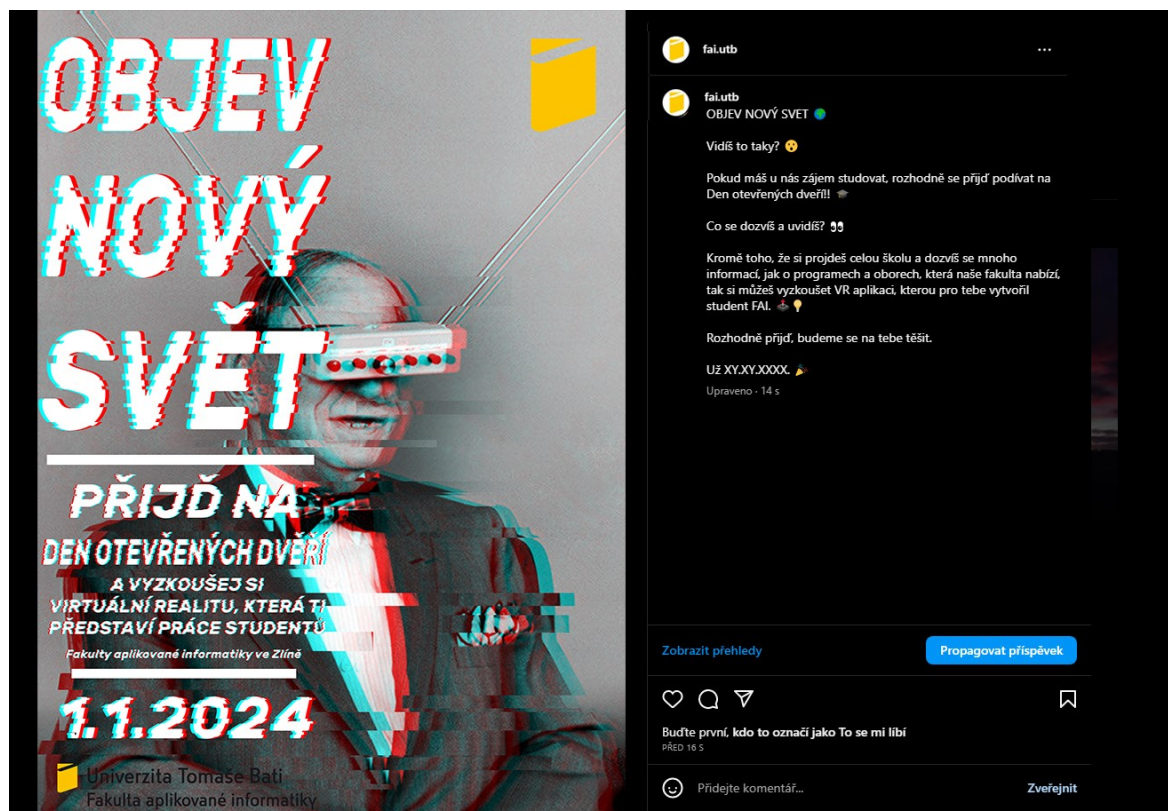 OBJEV
NOVÝ
SVĚT
PŘIJĎ NA
DEN OTEVŘENÝCH DVĚŘÍ
A VYZKOUŠEJ SI
VIRTUÁLNÍ REALITU, KTERÁ TI
PŘEDSTAVÍ PRÁCE STUDENTŮ
Fakulty aplikované informatiky ve Zlíně
1.1.2024
Univerzita Tomáše Bati
Fakulta aplikované informatiky
fai.utb
fai.utb
OBJEV NOVÝ SVET 🌍
Vidíš to taky? 😮
Pokud máš u nás zájem studovat, rozhodně se přijď podívat na
Den otevřených dveří!! 🎓
Co se dozvíš a uvidíš? 👀
Kromě toho, že si projdeš celou školu a dozvíš se mnoho
informací, jak o programech a oborech, která naše fakulta nabízí,
tak si můžeš vyzkoušet VR aplikaci, kterou pro tebe vytvořil
student FAI. 🕹️💡
Rozhodně přijď, budeme se na tebe těšit.
Už XY.XY.XXXX. 🎉
Upraveno · 14 s
Zobrazit přehledy
Propagovat příspěvek
Buďte první, kdo to označí jako To se mi líbí
PŘED 16 S
Přidejte komentář...
Zveřejnit